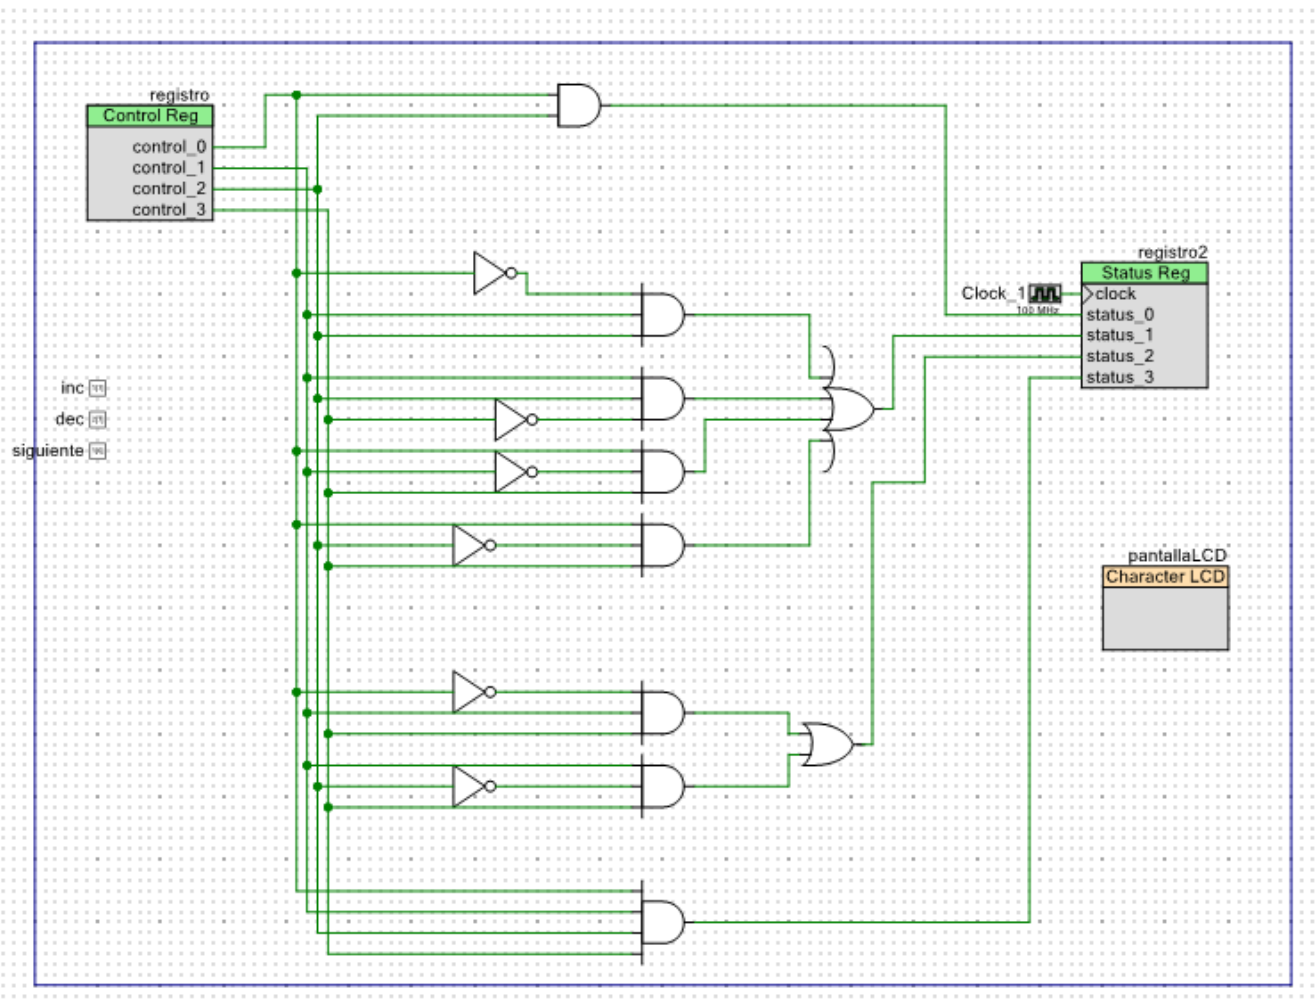 registro
Control Reg
control_0
control_1
control_2
control_3
registro2
Status Reg
Clock_1
100 MHz
clock
status_0
status_1
status_2
status_3
inc
dec
siguiente
pantallaLCD
Character LCD